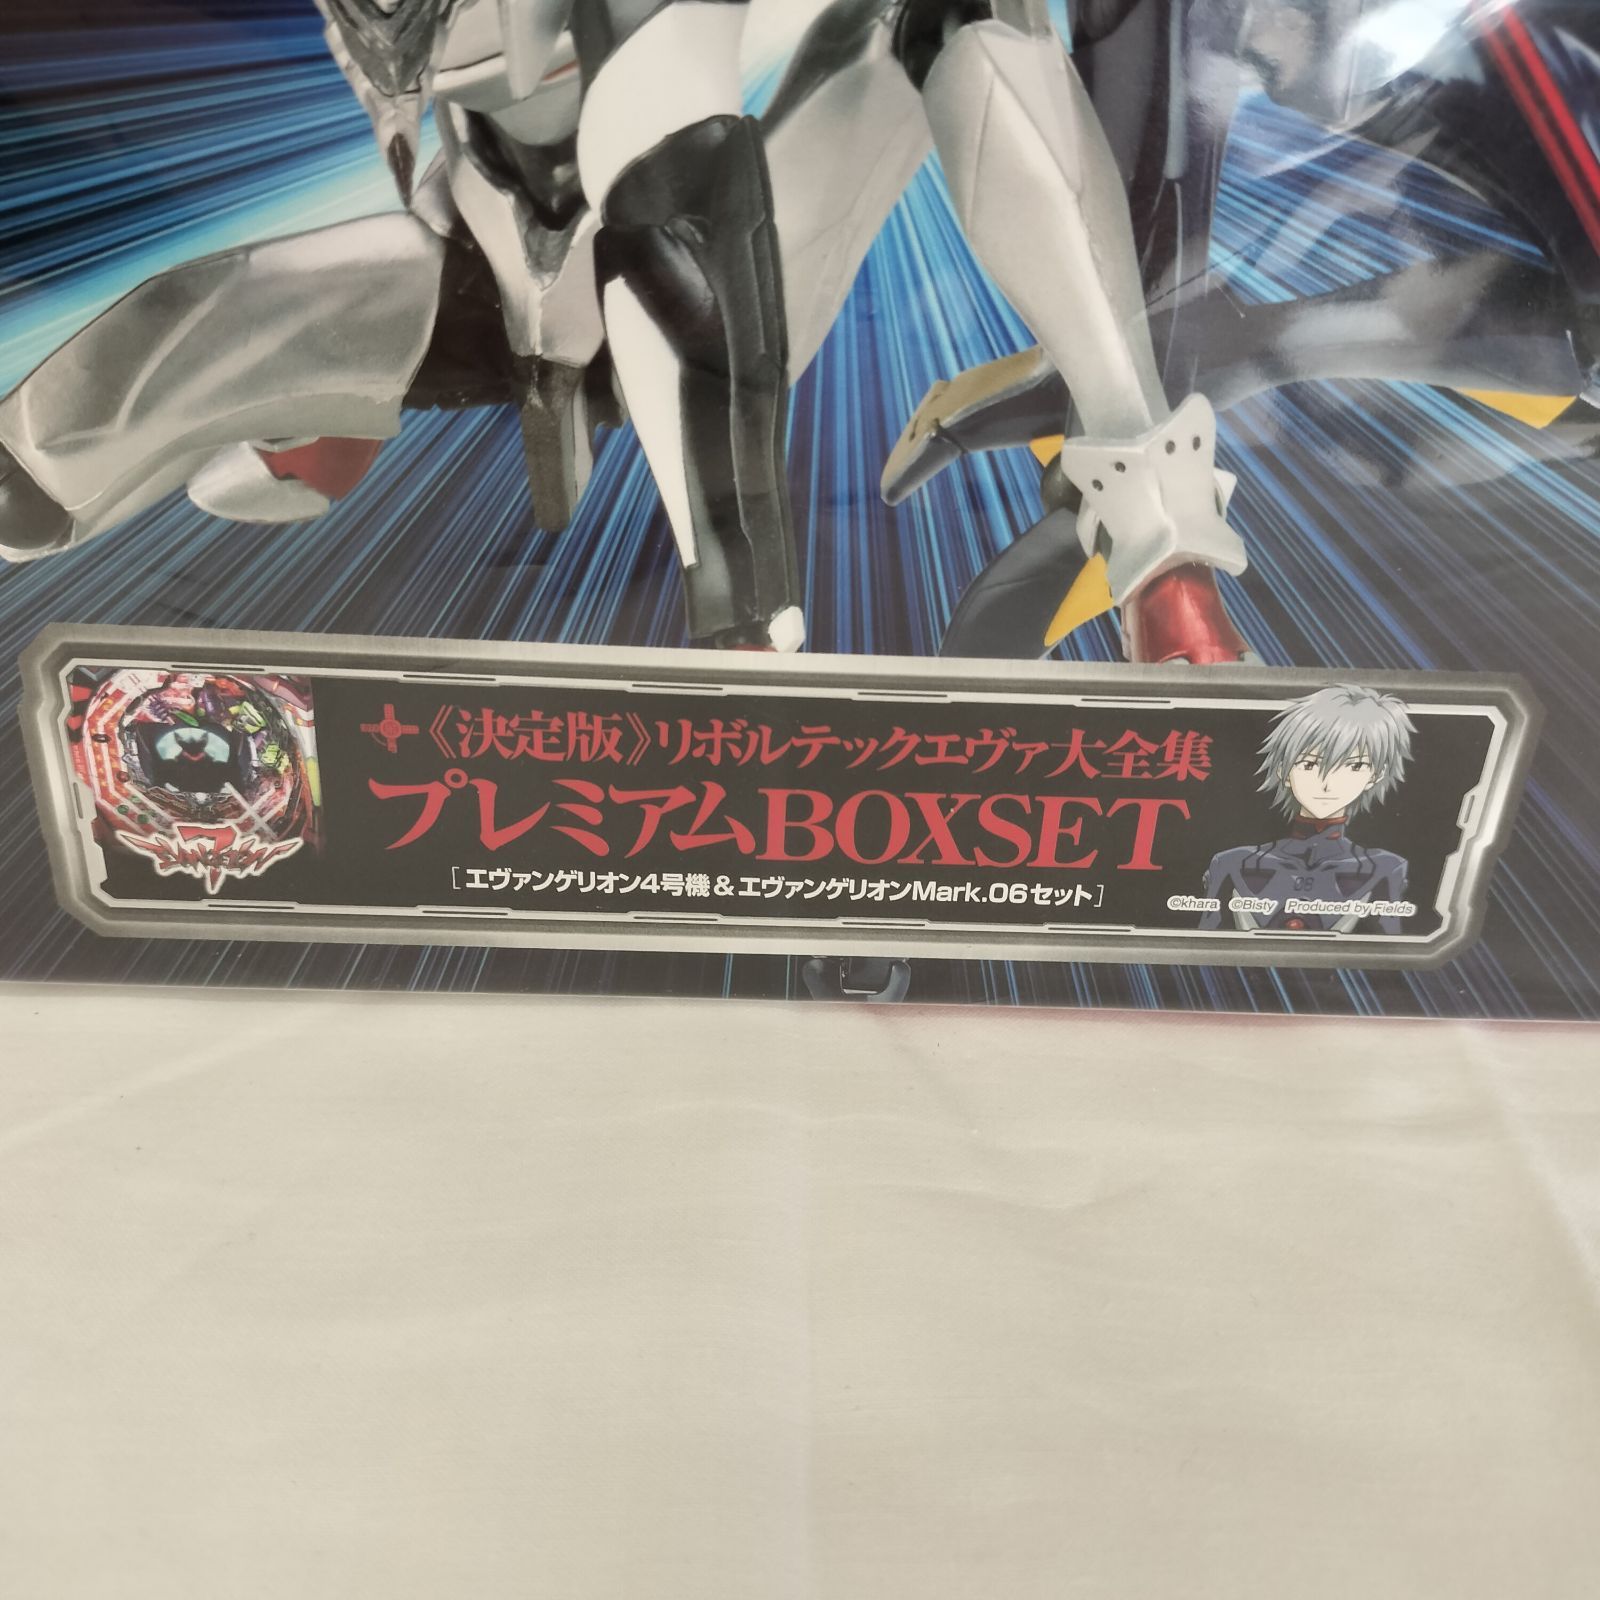 《決定版》リボルテックエヴァ大全集
プレミアムBOXSET
[エヴァンゲリオン4号機&エヴァンゲリオンMark.06セット]
EVANGELION
7
06
©khara ©Bisty Produced by Fields